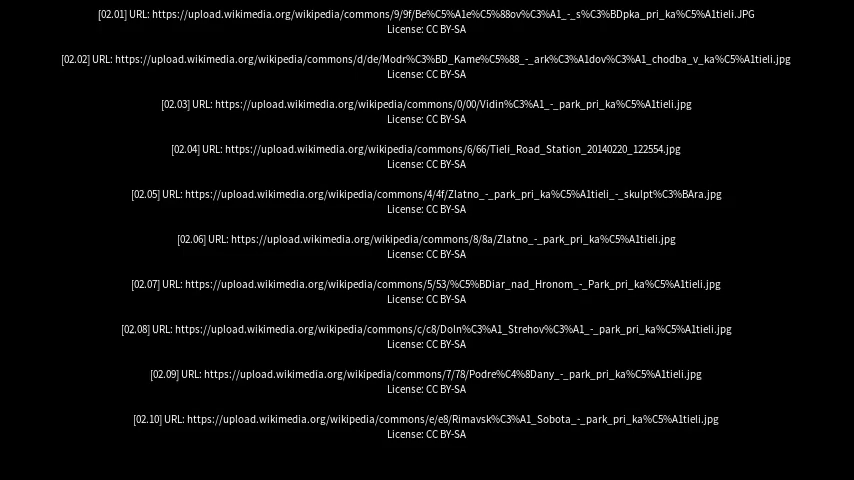 [02.01] URL: https://upload.wikimedia.org/wikipedia/commons/9/9f/Be%C5%A1e%C5%88ov%C3%A1_-_s%C3%BDpka_pri_ka%C5%A1tieli.JPG
License: CC BY-SA
[02.02] URL: https://upload.wikimedia.org/wikipedia/commons/d/de/Modr%C3%BD_Kame%C5%88_-_ark%C3%A1dov%C3%A1_chodba_v_ka%C5%A1tieli.jpg
License: CC BY-SA
[02.03] URL: https://upload.wikimedia.org/wikipedia/commons/0/00/Vidin%C3%A1_-_park_pri_ka%C5%A1tieli.jpg
License: CC BY-SA
[02.04] URL: https://upload.wikimedia.org/wikipedia/commons/6/66/Tieli_Road_Station_20140220_122554.jpg
License: CC BY-SA
[02.05] URL: https://upload.wikimedia.org/wikipedia/commons/4/4f/Zlatno_-_park_pri_ka%C5%A1tieli_-_skulpt%C3%BAra.jpg
License: CC BY-SA
[02.06] URL: https://upload.wikimedia.org/wikipedia/commons/8/8a/Zlatno_-_park_pri_ka%C5%A1tieli.jpg
License: CC BY-SA
[02.07] URL: https://upload.wikimedia.org/wikipedia/commons/5/53/%C5%BDiar_nad_Hronom_-_Park_pri_ka%C5%A1tieli.jpg
License: CC BY-SA
[02.08] URL: https://upload.wikimedia.org/wikipedia/commons/c/c8/Doln%C3%A1_Strehov%C3%A1_-_park_pri_ka%C5%A1tieli.jpg
License: CC BY-SA
[02.09] URL: https://upload.wikimedia.org/wikipedia/commons/7/78/Podre%C4%8Dany_-_park_pri_ka%C5%A1tieli.jpg
License: CC BY-SA
[02.10] URL: https://upload.wikimedia.org/wikipedia/commons/e/e8/Rimavsk%C3%A1_Sobota_-_park_pri_ka%C5%A1tieli.jpg
License: CC BY-SA